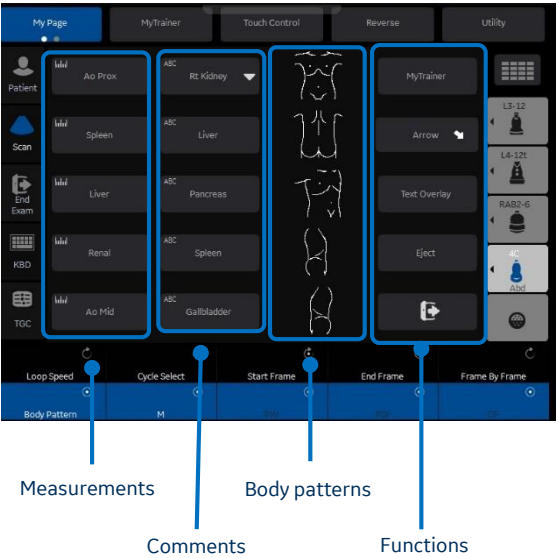 My Page
MyTrainer
Touch Control
Reverse
Utility
Patient
Scan
End
Exam
KBD
TGC
Ao Prox
Spleen
Liver
Renal
Ao Mid
ABC
Rt Kidney
ABC
Liver
ABC
Pancreas
ABC
Spleen
ABC
Gallbladder
MyTrainer
Arrow
Text Overlay
Eject
L3-12
L4-12t
RAB2-6
4C
Abd
Loop Speed
Cycle Select
Start Frame
End Frame
Frame By Frame
Body Pattern
M
PW
PDI
CF
Measurements
Body patterns
Comments
Functions